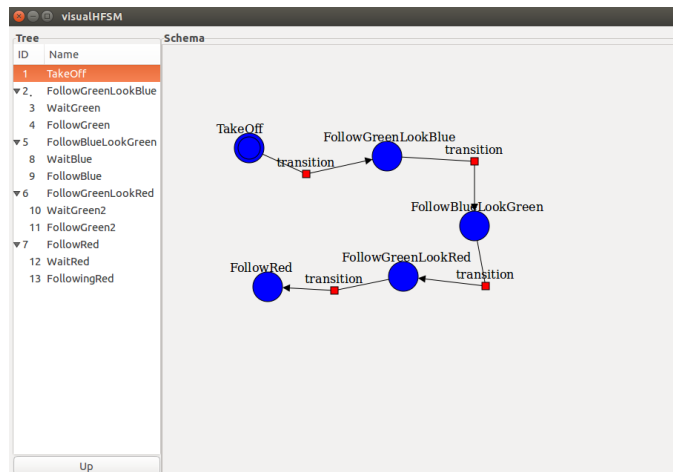 visualHFSM
Tree
Schema
ID Name
1 TakeOff
2 FollowGreenLookBlue
3 WaitGreen
4 FollowGreen
5 FollowBlueLookGreen
8 WaitBlue
9 FollowBlue
6 FollowGreenLookRed
10 WaitGreen2
11 FollowGreen2
7 FollowRed
12 WaitRed
13 FollowingRed
Up
TakeOff
FollowGreenLookBlue
transition
transition
FollowBlueLookGreen
FollowGreenLookRed
FollowRed
transition
transition